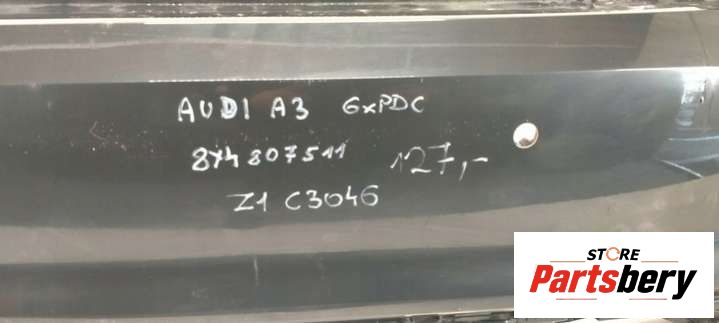 AUDI A3 6xPDC
8Y4807511 127,-
Z1 C3046
STORE
Partsbery